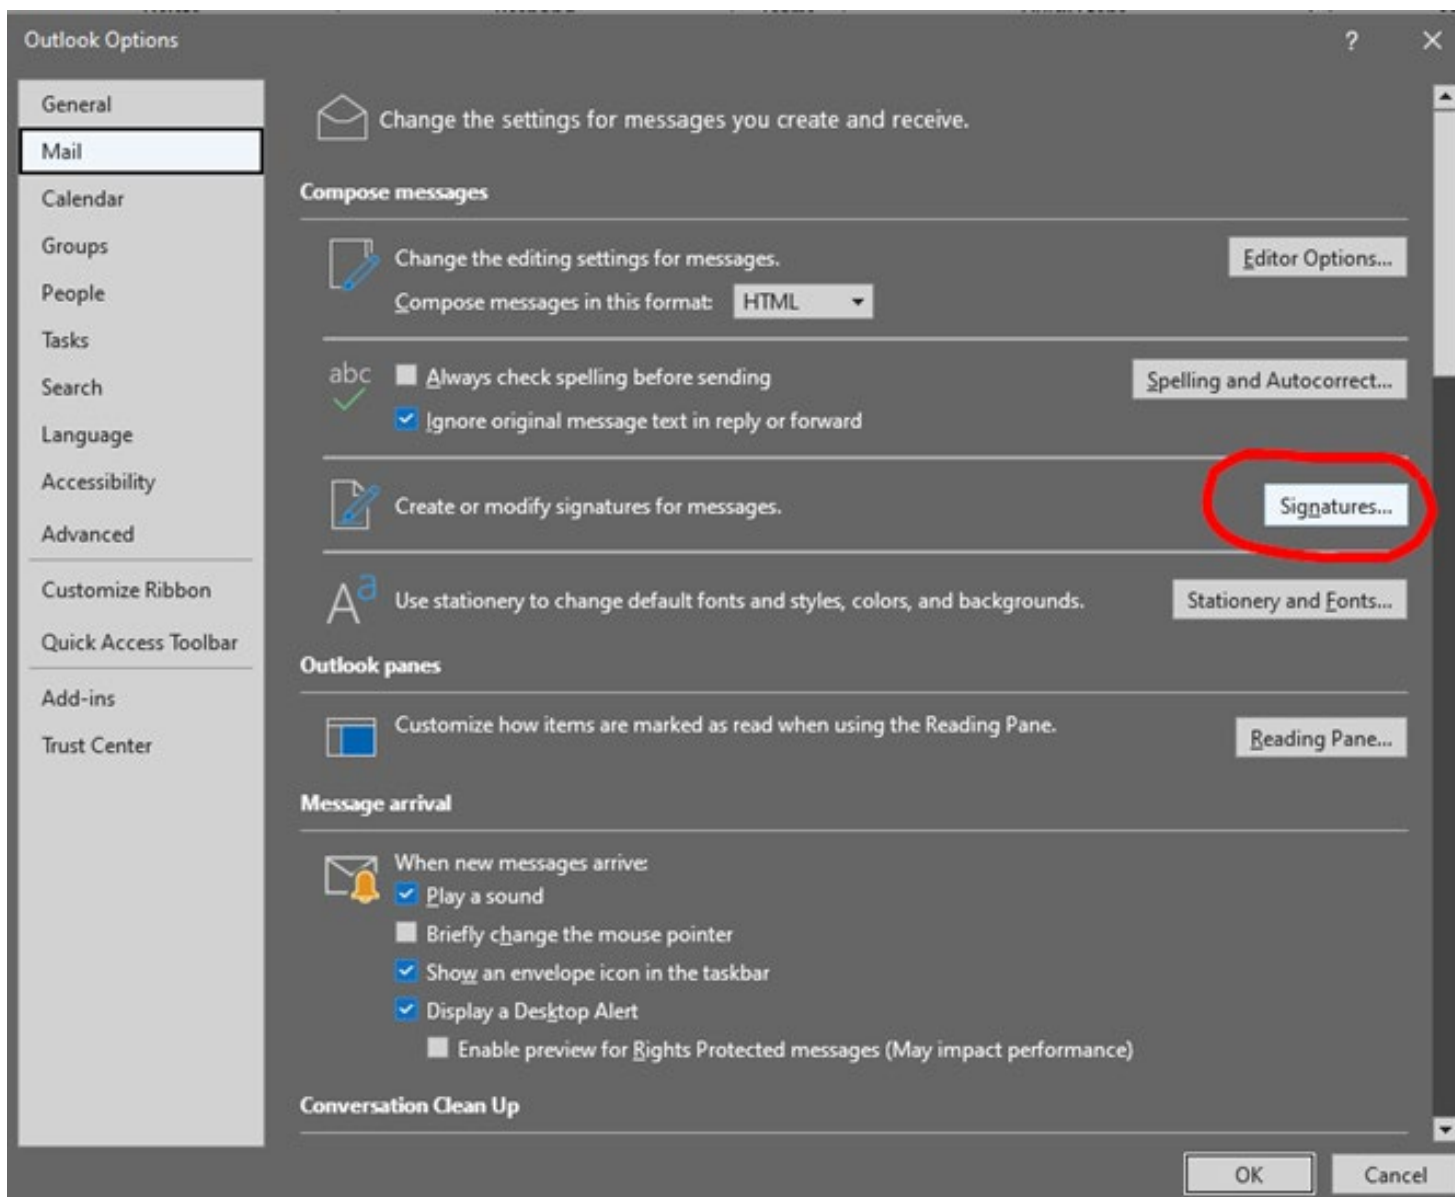 Outlook Options
?
General
Mail
Calendar
Groups
People
Tasks
Search
Language
Accessibility
Advanced
Customize Ribbon
Quick Access Toolbar
Add-ins
Trust Center
Change the settings for messages you create and receive.
Compose messages
Change the editing settings for messages.
Editor Options...
Compose messages in this format:
HTML
abc
Always check spelling before sending
Spelling and Autocorrect...
Ignore original message text in reply or forward
Create or modify signatures for messages.
Signatures...
Aa
Use stationery to change default fonts and styles, colors, and backgrounds.
Stationery and Fonts...
Outlook panes
Customize how items are marked as read when using the Reading Pane.
Reading Pane...
Message arrival
When new messages arrive:
Play a sound
Briefly change the mouse pointer
Show an envelope icon in the taskbar
Display a Desktop Alert
Enable preview for Rights Protected messages (May impact performance)
Conversation Clean Up
OK
Cancel